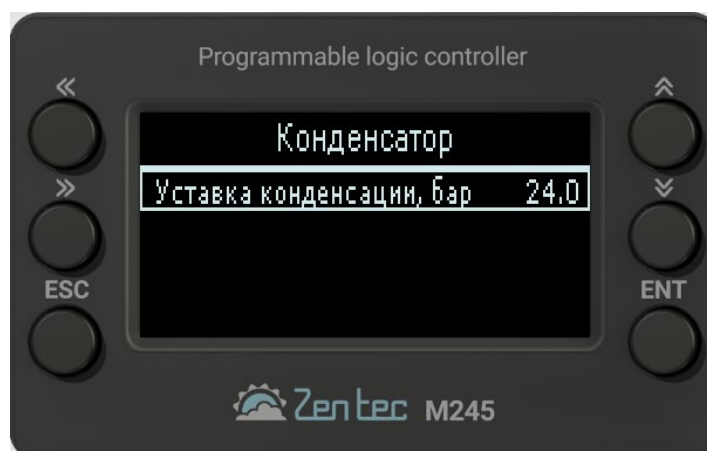 Programmable logic controller
«
Конденсатор
»
Уставка конденсации, бар 24.0
ESC
ENT
Zentec M245